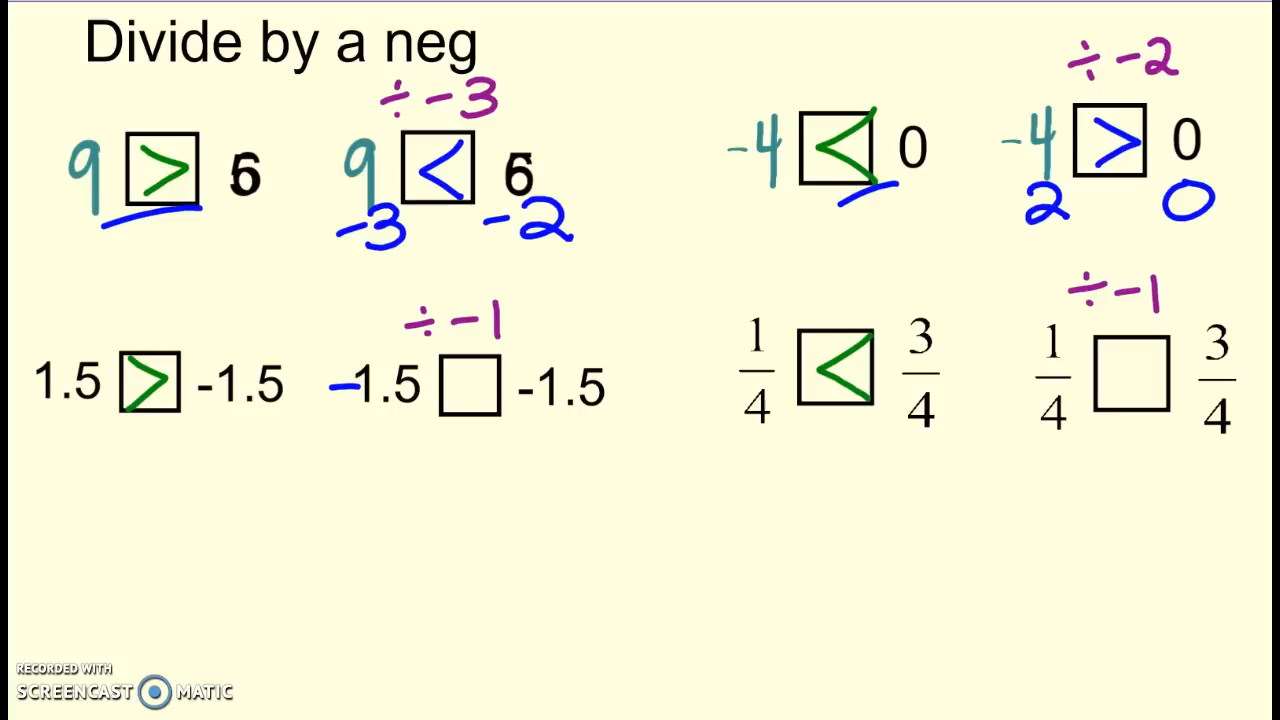 Divide by a neg
9 > 6
÷ -3
9 < 6
-3 -2
-4 < 0
÷ -2
-4 > 0
2 0
1.5 > -1.5
÷ -1
-1.5 □ -1.5
1/4 < 3/4
÷ -1
1/4 □ 3/4
RECORDED WITH
SCREENCAST MATIC